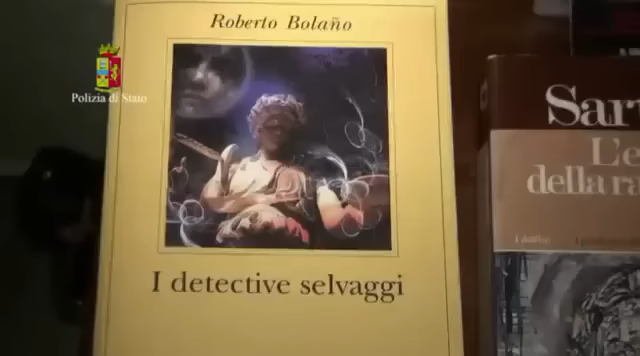 Polizia di Stato
Roberto Bolaño
I detective selvaggi
Sart
L'e
della ra